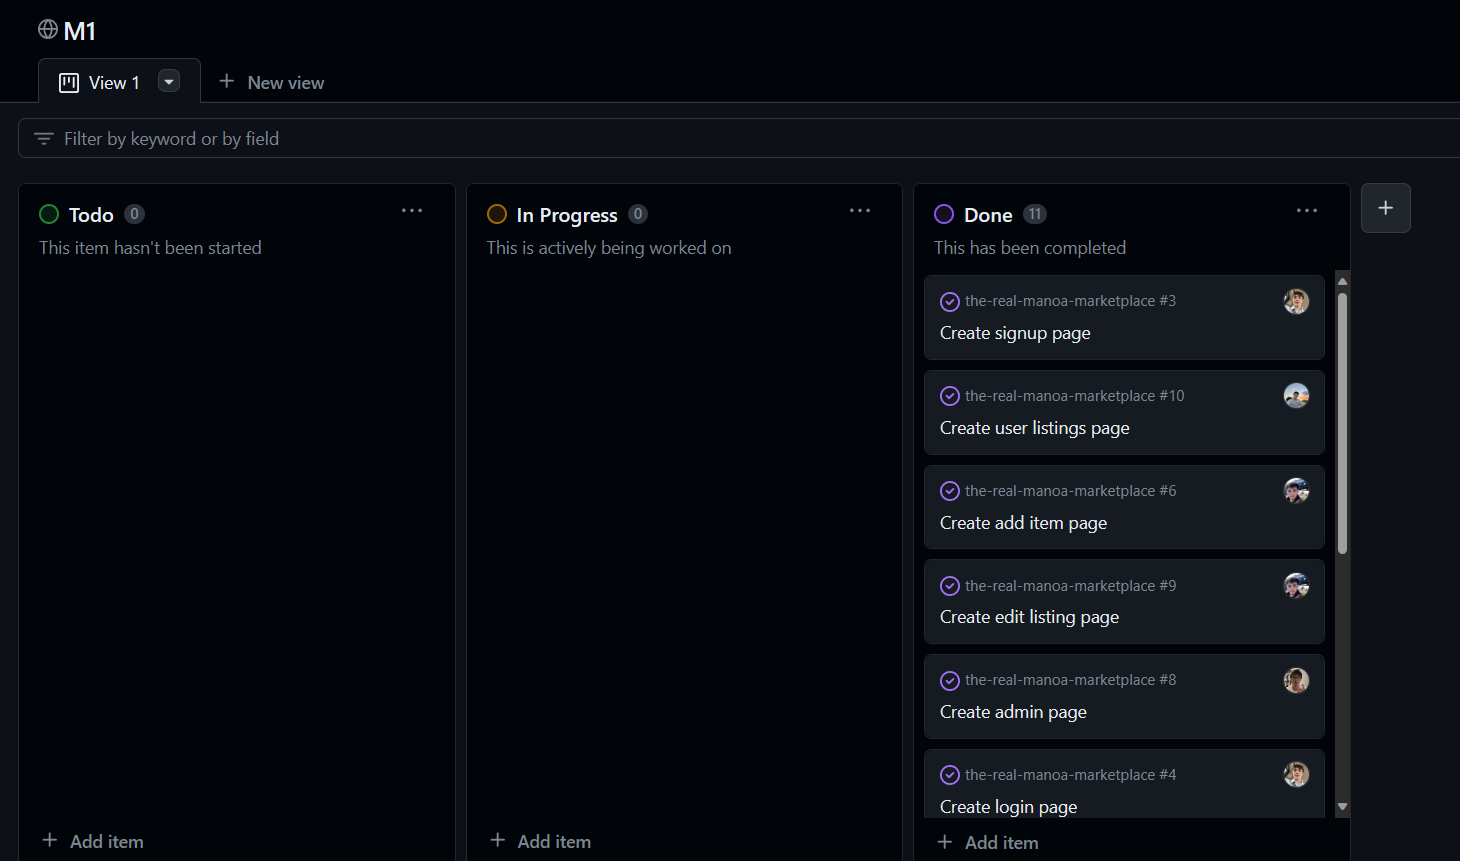 M1
View 1
New view
Filter by keyword or by field
Todo 0
This item hasn't been started
Add item
In Progress 0
This is actively being worked on
Add item
Done 11
This has been completed
the-real-manoa-marketplace #3
Create signup page
the-real-manoa-marketplace #10
Create user listings page
the-real-manoa-marketplace #6
Create add item page
the-real-manoa-marketplace #9
Create edit listing page
the-real-manoa-marketplace #8
Create admin page
the-real-manoa-marketplace #4
Create login page
Add item